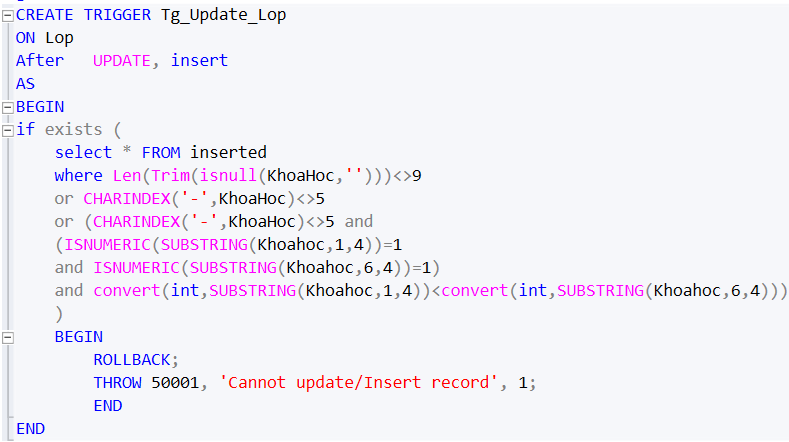 CREATE TRIGGER Tg_Update_Lop
ON Lop
After   UPDATE, insert
AS
BEGIN
if exists (
    select * FROM inserted
    where Len(Trim(isnull(KhoaHoc,'')))<>9
    or CHARINDEX('-',KhoaHoc)<>5
    or (CHARINDEX('-',KhoaHoc)<>5 and
    (ISNUMERIC(SUBSTRING(Khoahoc,1,4))=1
    and ISNUMERIC(SUBSTRING(Khoahoc,6,4))=1)
    and convert(int,SUBSTRING(Khoahoc,1,4))<convert(int,SUBSTRING(Khoahoc,6,4)))
    )
    BEGIN
        ROLLBACK;
        THROW 50001, 'Cannot update/Insert record', 1;
        END
END